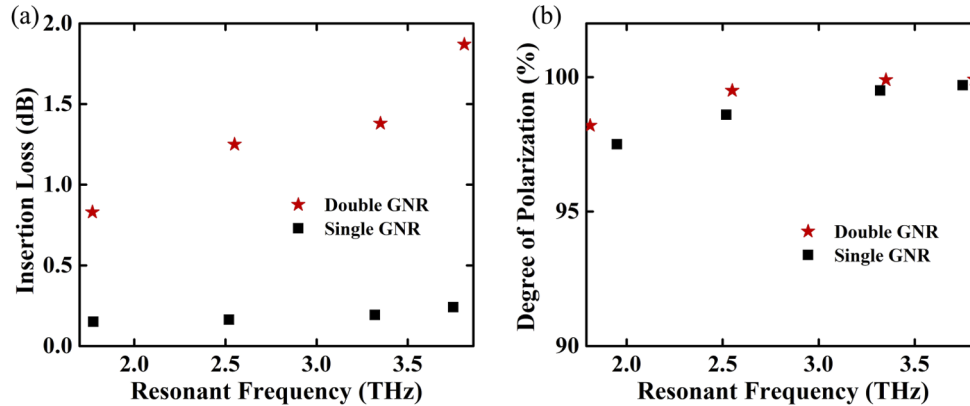 (a)
2.0
1.5
1.0
0.5
0.0
Insertion Loss (dB)
Double GNR
Single GNR
2.0 2.5 3.0 3.5
Resonant Frequency (THz)
(b)
100
95
90
Degree of Polarization (%)
Double GNR
Single GNR
2.0 2.5 3.0 3.5
Resonant Frequency (THz)